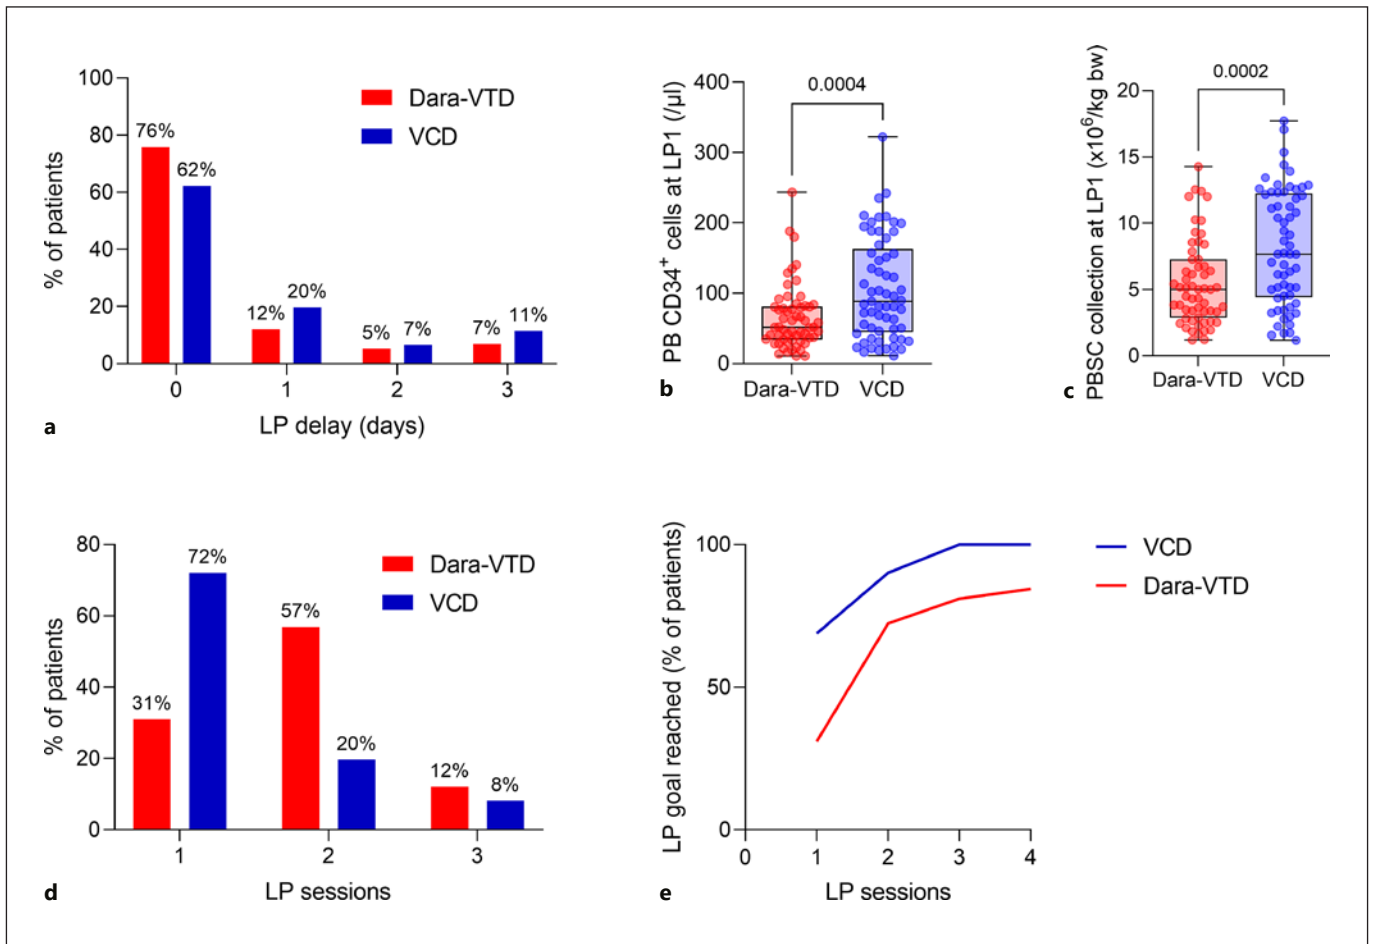 100
80
60
40
20
0
% of patients
76%
62%
12%
20%
5%
7%
7%
11%
Dara-VTD
VCD
0 1 2 3
LP delay (days)
a
400
300
200
100
0
PB CD34+ cells at LP1 (/µl)
0.0004
Dara-VTD VCD
b
20
15
10
5
0
PBSC collection at LP1 (x10⁶/kg bw)
0.0002
Dara-VTD VCD
c
80
60
40
20
0
% of patients
31%
72%
57%
20%
12%
8%
Dara-VTD
VCD
1 2 3
LP sessions
d
100
50
0
LP goal reached (% of patients)
VCD
Dara-VTD
0 1 2 3 4
LP sessions
e